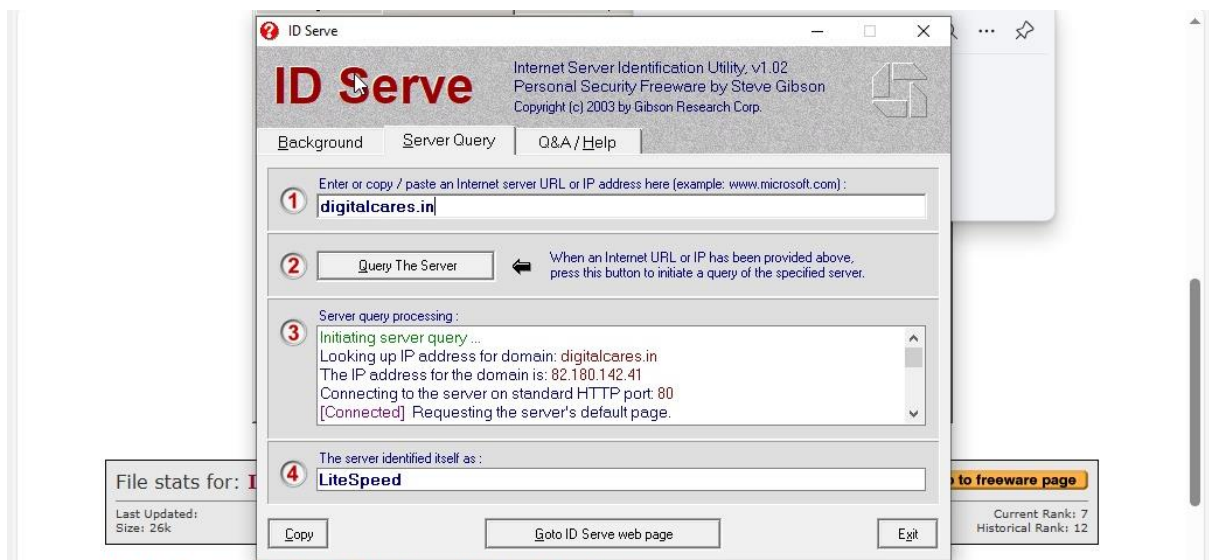 ID Serve
ID Serve
Internet Server Identification Utility, v1.02
Personal Security Freeware by Steve Gibson
Copyright (c) 2003 by Gibson Research Corp.
Background
Server Query
Q&A / Help
1
Enter or copy / paste an Internet server URL or IP address here (example: www.microsoft.com) :
digitalcares.in
2
Query The Server
When an Internet URL or IP has been provided above,
press this button to initiate a query of the specified server.
3
Server query processing :
Initiating server query ...
Looking up IP address for domain: digitalcares.in
The IP address for the domain is: 82.180.142.41
Connecting to the server on standard HTTP port: 80
[Connected] Requesting the server's default page.
4
The server identified itself as :
LiteSpeed
Copy
Goto ID Serve web page
Exit
File stats for:
to freeware page
Last Updated:
Size: 26k
Current Rank: 7
Historical Rank: 12